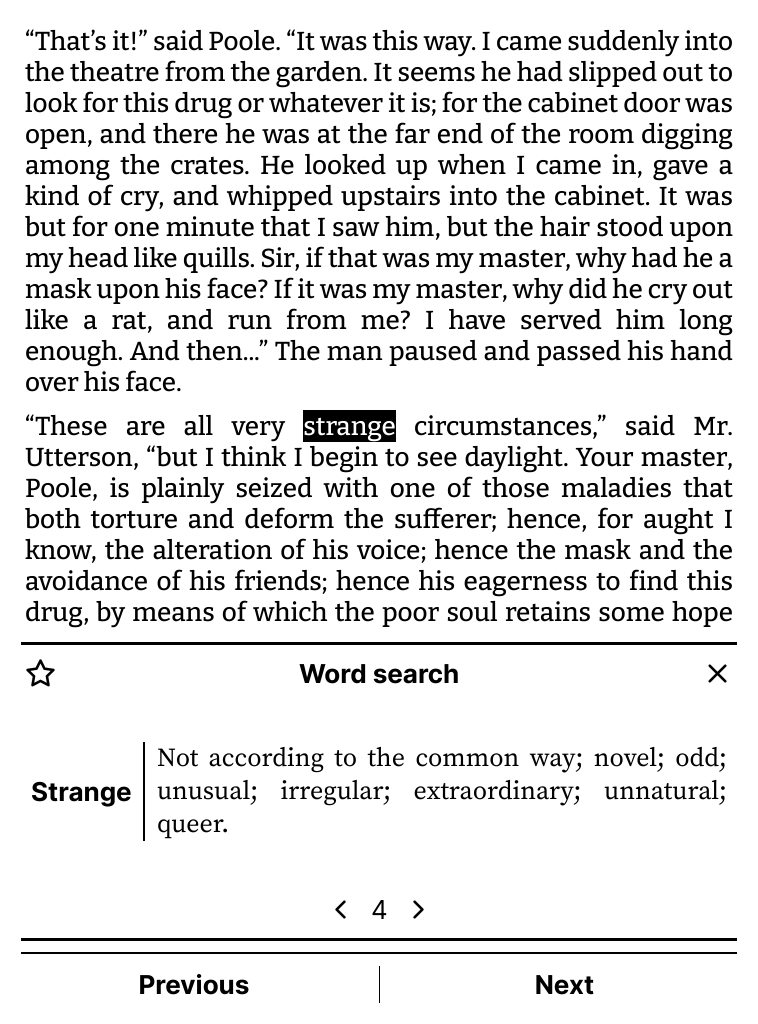 “That’s it!” said Poole. “It was this way. I came suddenly into
the theatre from the garden. It seems he had slipped out to
look for this drug or whatever it is; for the cabinet door was
open, and there he was at the far end of the room digging
among the crates. He looked up when I came in, gave a
kind of cry, and whipped upstairs into the cabinet. It was
but for one minute that I saw him, but the hair stood upon
my head like quills. Sir, if that was my master, why had he a
mask upon his face? If it was my master, why did he cry out
like a rat, and run from me? I have served him long
enough. And then...” The man paused and passed his hand
over his face.
“These are all very strange circumstances,” said Mr.
Utterson, “but I think I begin to see daylight. Your master,
Poole, is plainly seized with one of those maladies that
both torture and deform the sufferer; hence, for aught I
know, the alteration of his voice; hence the mask and the
avoidance of his friends; hence his eagerness to find this
drug, by means of which the poor soul retains some hope
Word search
Strange
Not according to the common way; novel; odd;
unusual; irregular; extraordinary; unnatural;
queer.
4
Previous
Next